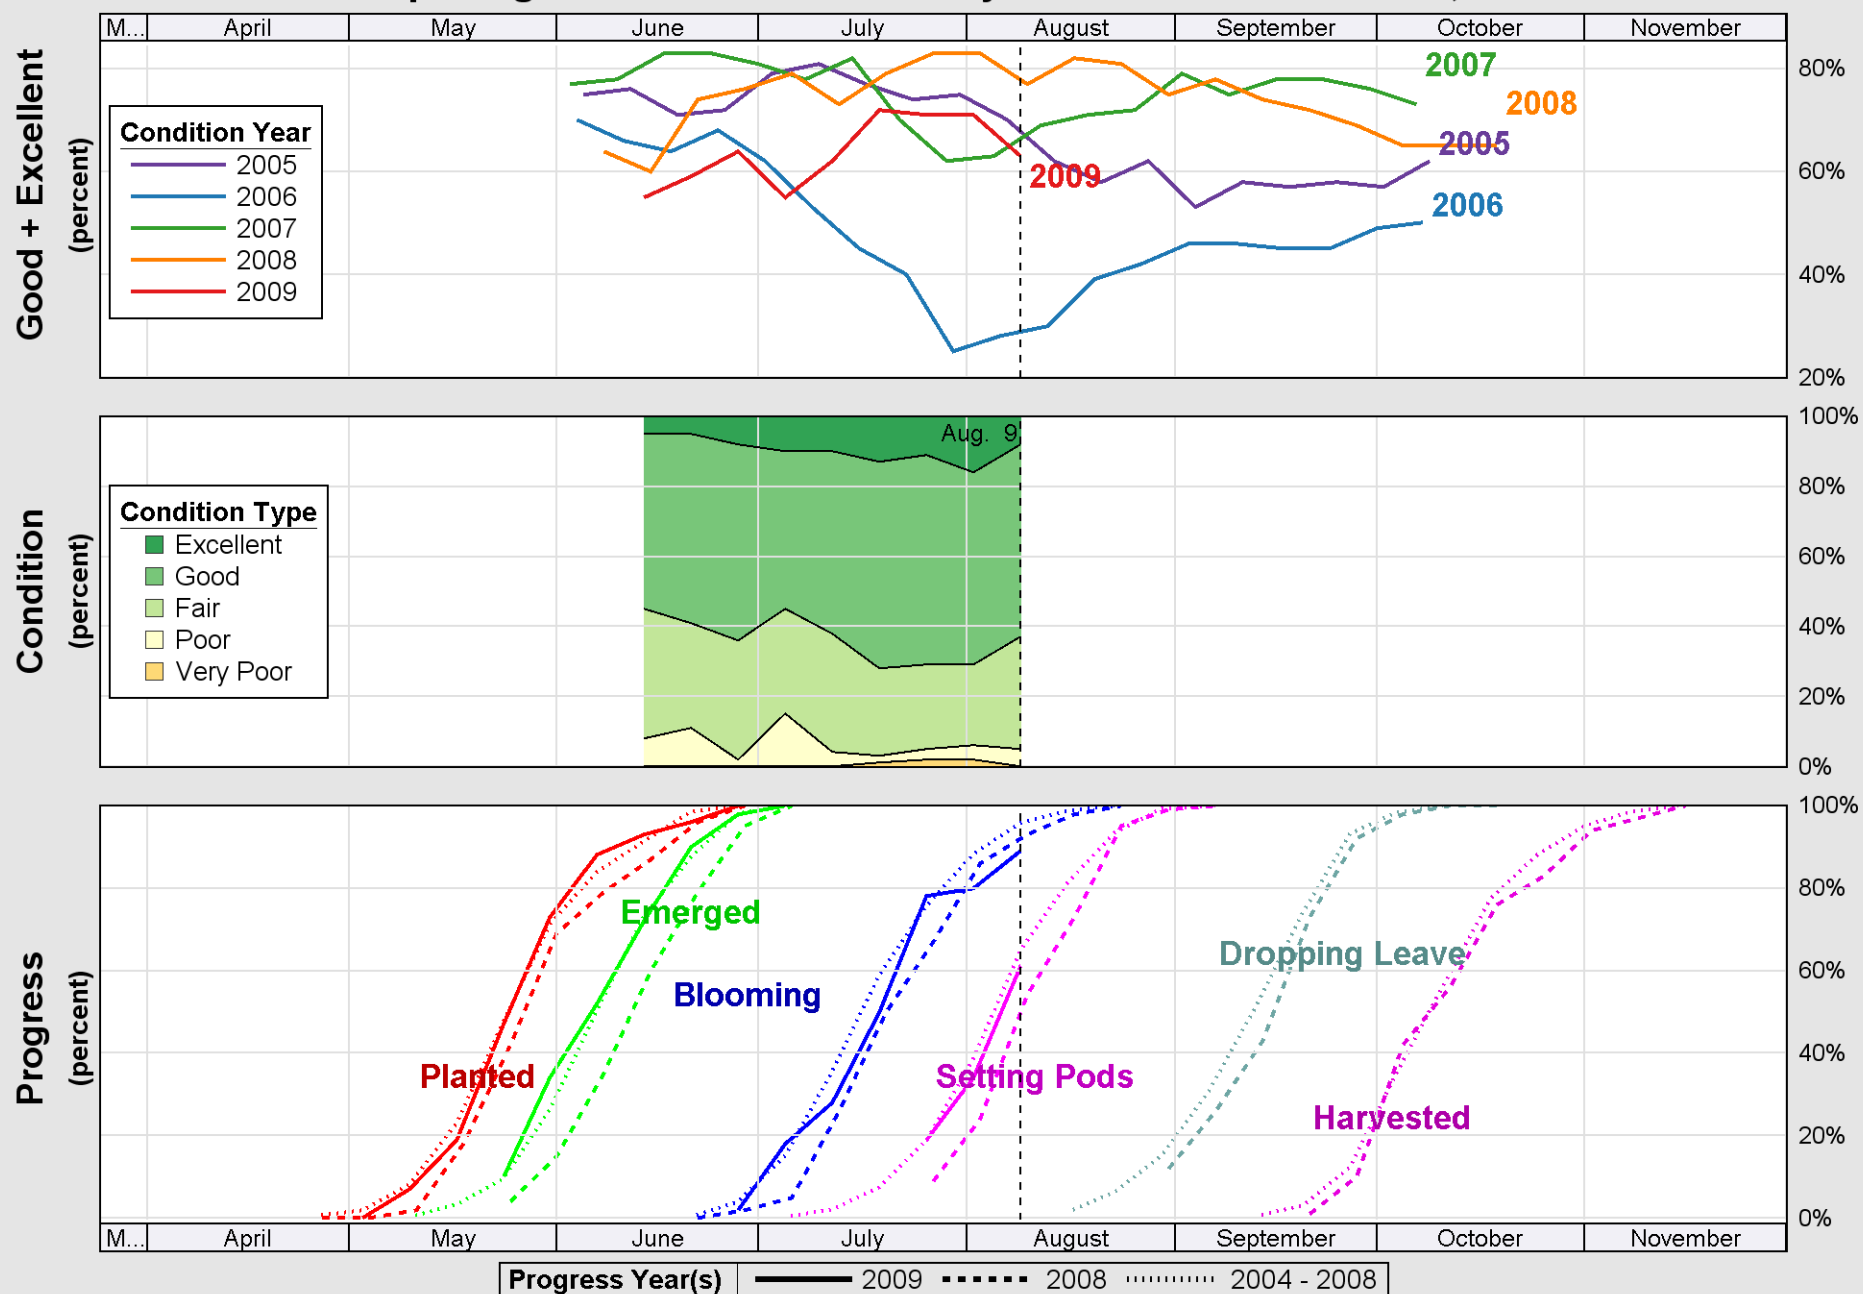 M... April May June July August September October November
Good + Excellent
(percent)
80%
60%
40%
20%
Condition Year
2005
2006
2007
2008
2009
2007
2008
2005
2009
2006
Condition
(percent)
100%
80%
60%
40%
20%
0%
Aug. 9
Condition Type
Excellent
Good
Fair
Poor
Very Poor
Progress
(percent)
100%
80%
60%
40%
20%
0%
Emerged
Dropping Leave
Blooming
Planted
Setting Pods
Harvested
M... April May June July August September October November
Progress Year(s) 2009 2008 2004 - 2008